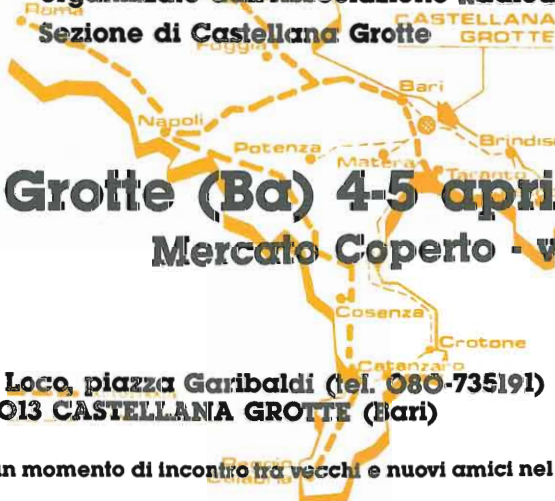 Roma
Sezione di Castellana Grotte
CASTELLANA
GROTTE
Foggia
Bari
Napoli
Potenza
Matera
Brindisi
Taranto
Grotte (Ba) 4-5 apri
Mercato Coperto - v
Cosenza
Crotone
Catanzaro
Loco, piazza Garibaldi (tel. 080-735191)
013 CASTELLANA GROTTE (Bari)
un momento di incontro tra vecchi e nuovi amici nel
Reggio
Calabria